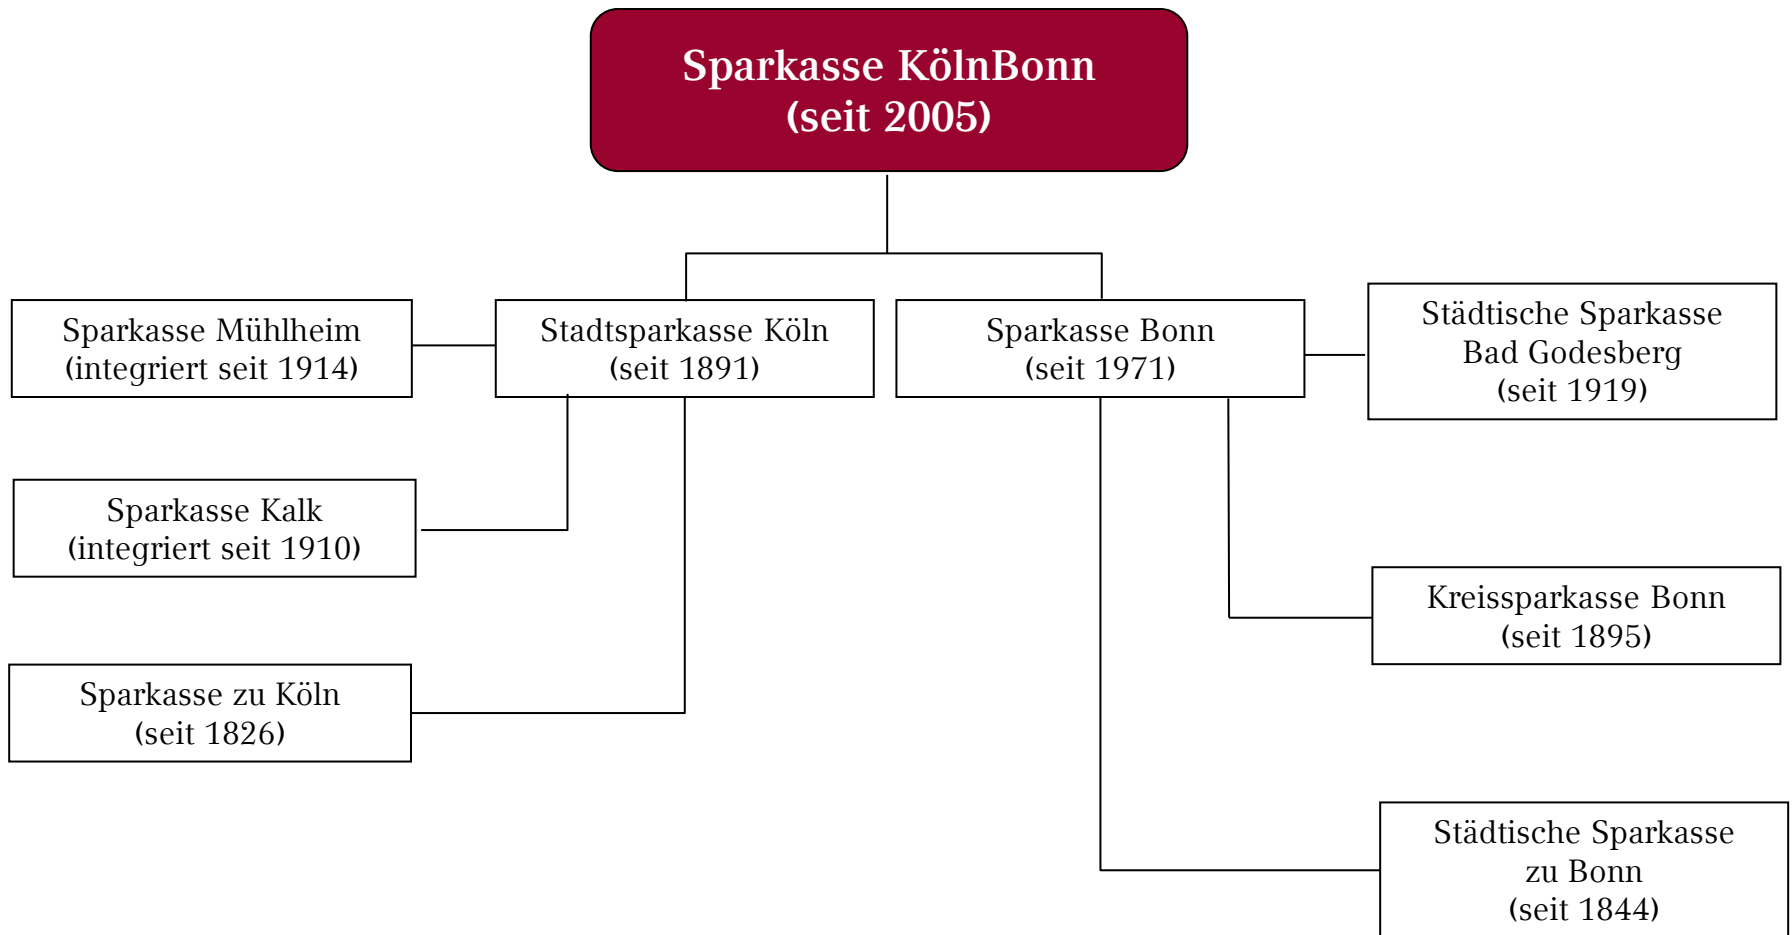 Sparkasse KölnBonn
(seit 2005)
Sparkasse Mühlheim
(integriert seit 1914)
Stadtsparkasse Köln
(seit 1891)
Sparkasse Bonn
(seit 1971)
Städtische Sparkasse
Bad Godesberg
(seit 1919)
Sparkasse Kalk
(integriert seit 1910)
Kreissparkasse Bonn
(seit 1895)
Sparkasse zu Köln
(seit 1826)
Städtische Sparkasse
zu Bonn
(seit 1844)